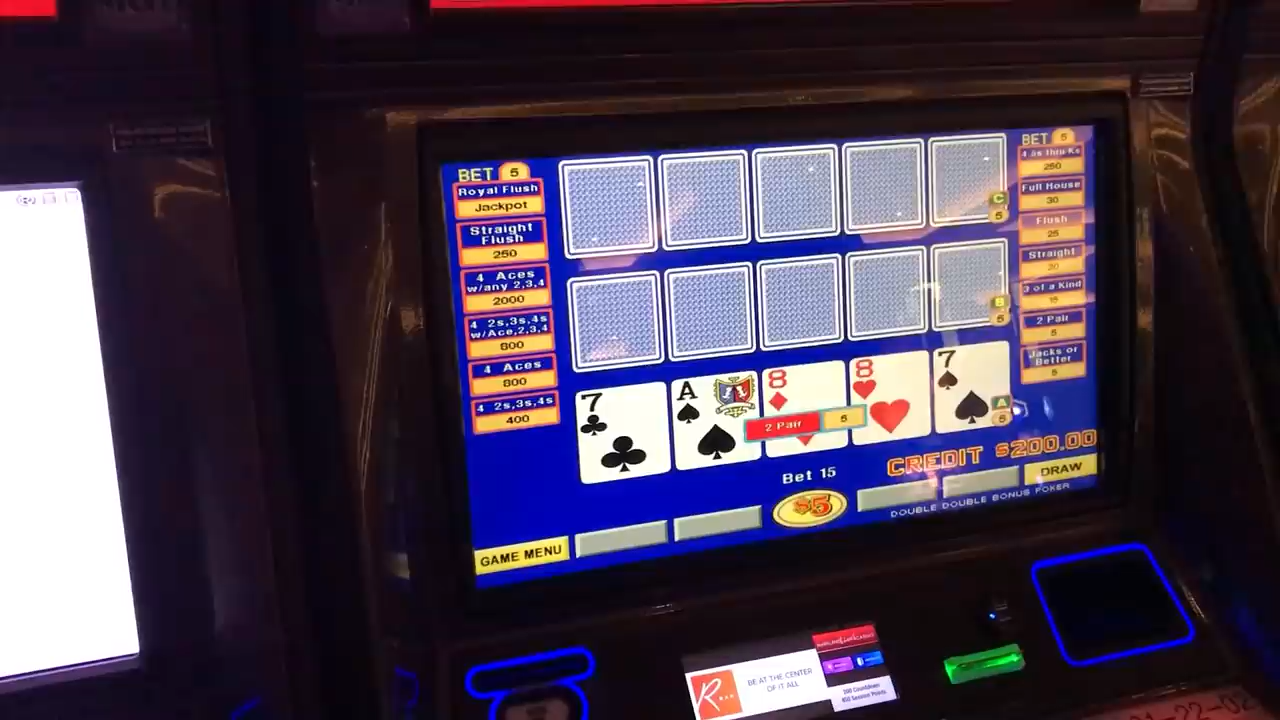 BET 5
Royal Flush
Jackpot
Straight
Flush
250
4 Aces
w/any 2,3,4
2000
4 2s,3s,4s
w/Ace,2,3,4
800
4 Aces
800
4 2s,3s,4s
400
BET 5
4 5s thru Ks
250
Full House
30
Flush
25
Straight
20
3 of a Kind
15
2 Pair
5
Jacks or
Better
5
C
5
B
5
7
A
8
8
7
A
5
2 Pair 5
Bet 15
CREDIT $200.00
$5
DRAW
DOUBLE DOUBLE BONUS POKER
GAME MENU
BE AT THE CENTER
OF IT ALL
R